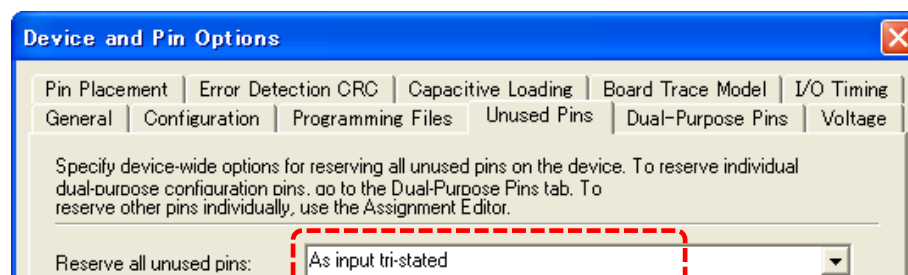 Device and Pin Options
Pin Placement Error Detection CRC Capacitive Loading Board Trace Model I/O Timing
General Configuration Programming Files Unused Pins Dual-Purpose Pins Voltage
Specify device-wide options for reserving all unused pins on the device. To reserve individual
dual-purpose configuration pins, go to the Dual-Purpose Pins tab. To
reserve other pins individually, use the Assignment Editor.
Reserve all unused pins: As input tri-stated